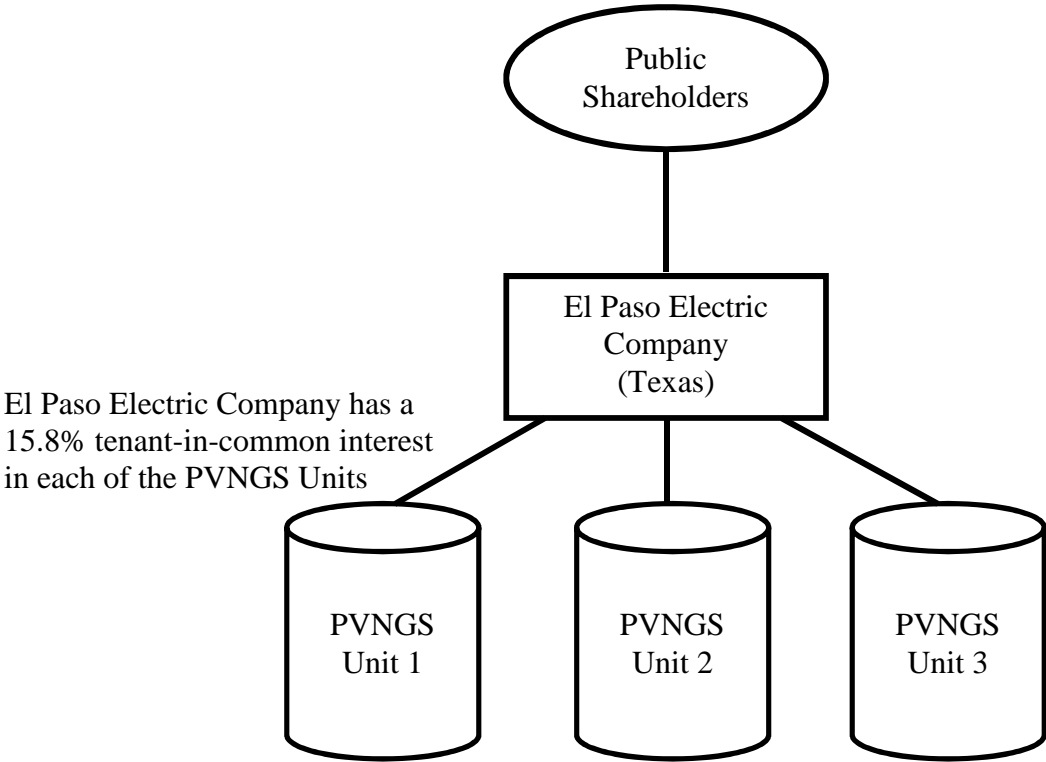 Public
Shareholders
El Paso Electric
Company
(Texas)
El Paso Electric Company has a
15.8% tenant-in-common interest
in each of the PVNGS Units
PVNGS
Unit 1
PVNGS
Unit 2
PVNGS
Unit 3